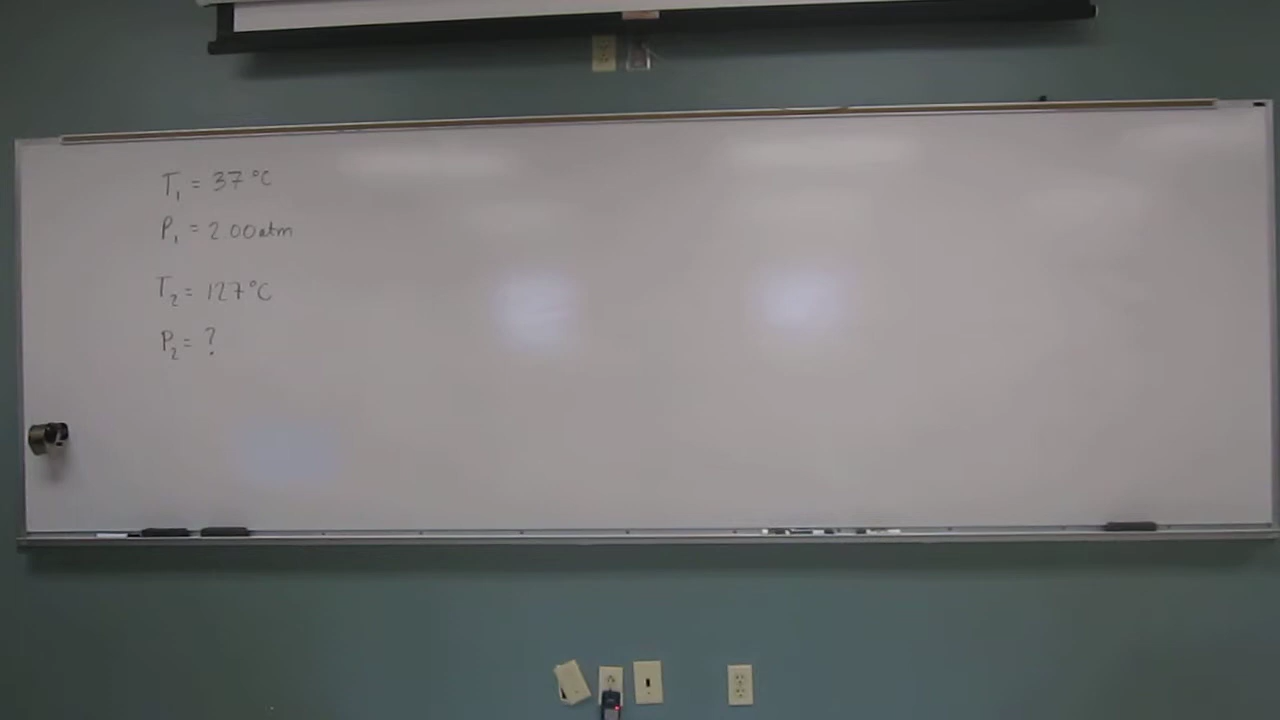 T₁ = 37 °C
P₁ = 2.00 atm
T₂ = 127 °C
P₂ = ?